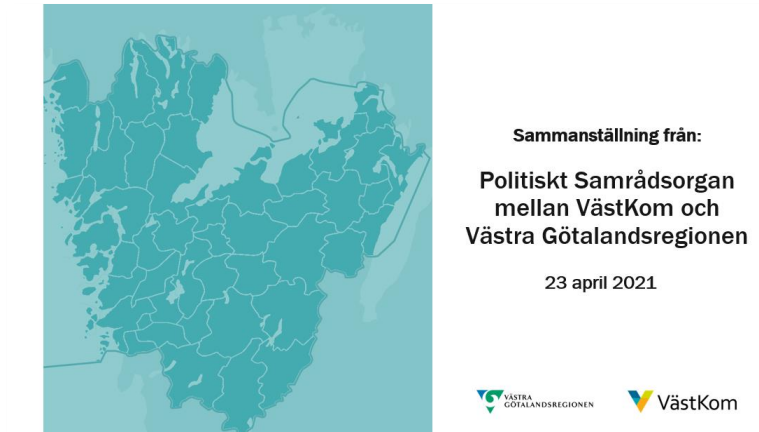 Sammanställning från:
Politiskt Samrådsorgan
mellan VästKom och
Västra Götalandsregionen
23 april 2021
VÄSTRA
GÖTALANDSREGIONEN
VästKom